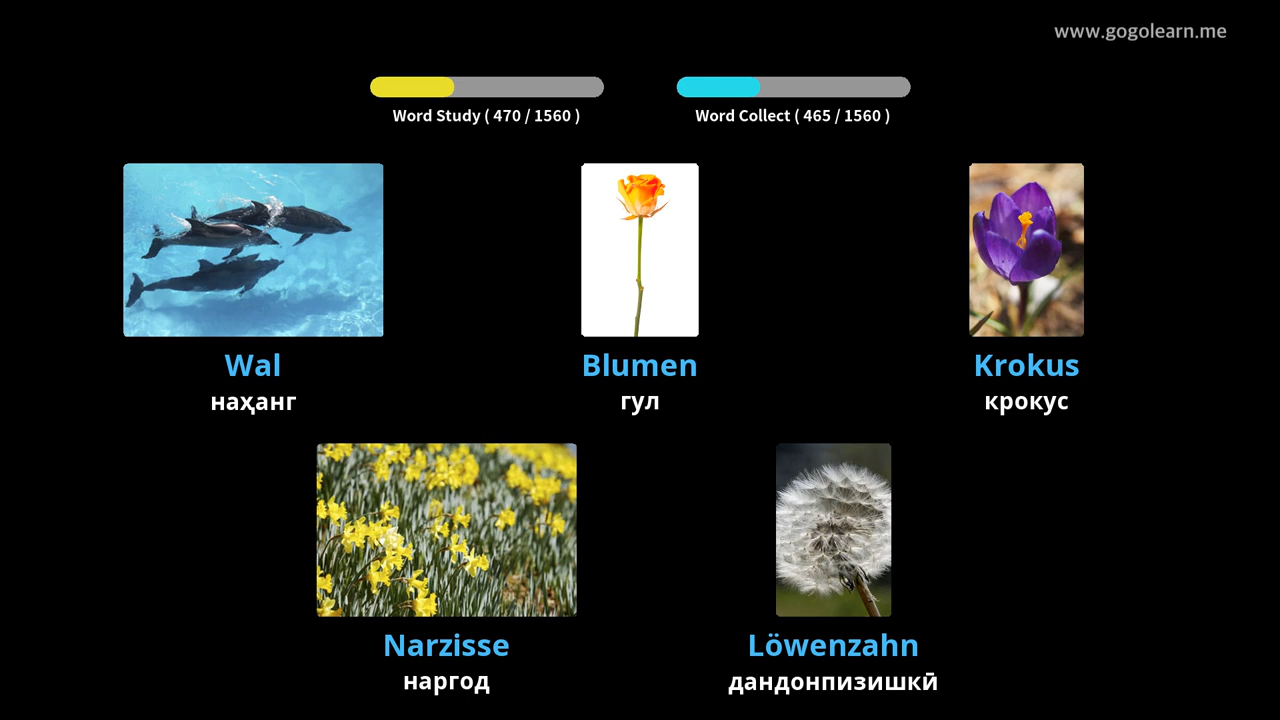 www.gogolearn.me
Word Study ( 470 / 1560 )
Word Collect ( 465 / 1560 )
Wal
наҳанг
Blumen
гул
Krokus
крокус
Narzisse
наргод
Löwenzahn
дандонпизишкӣ